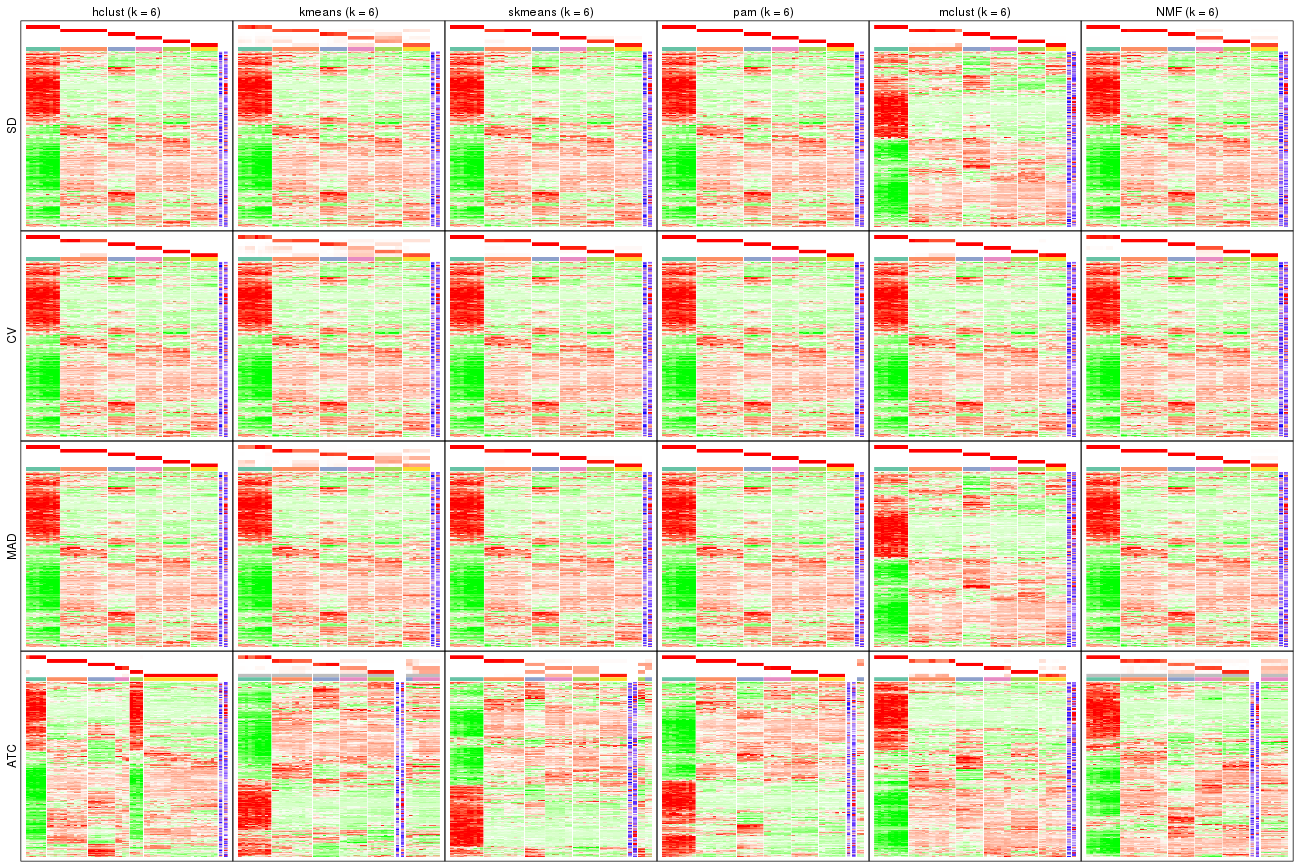 hclust (k = 6)
kmeans (k = 6)
skmeans (k = 6)
pam (k = 6)
mclust (k = 6)
NMF (k = 6)
SD
CV
MAD
ATC